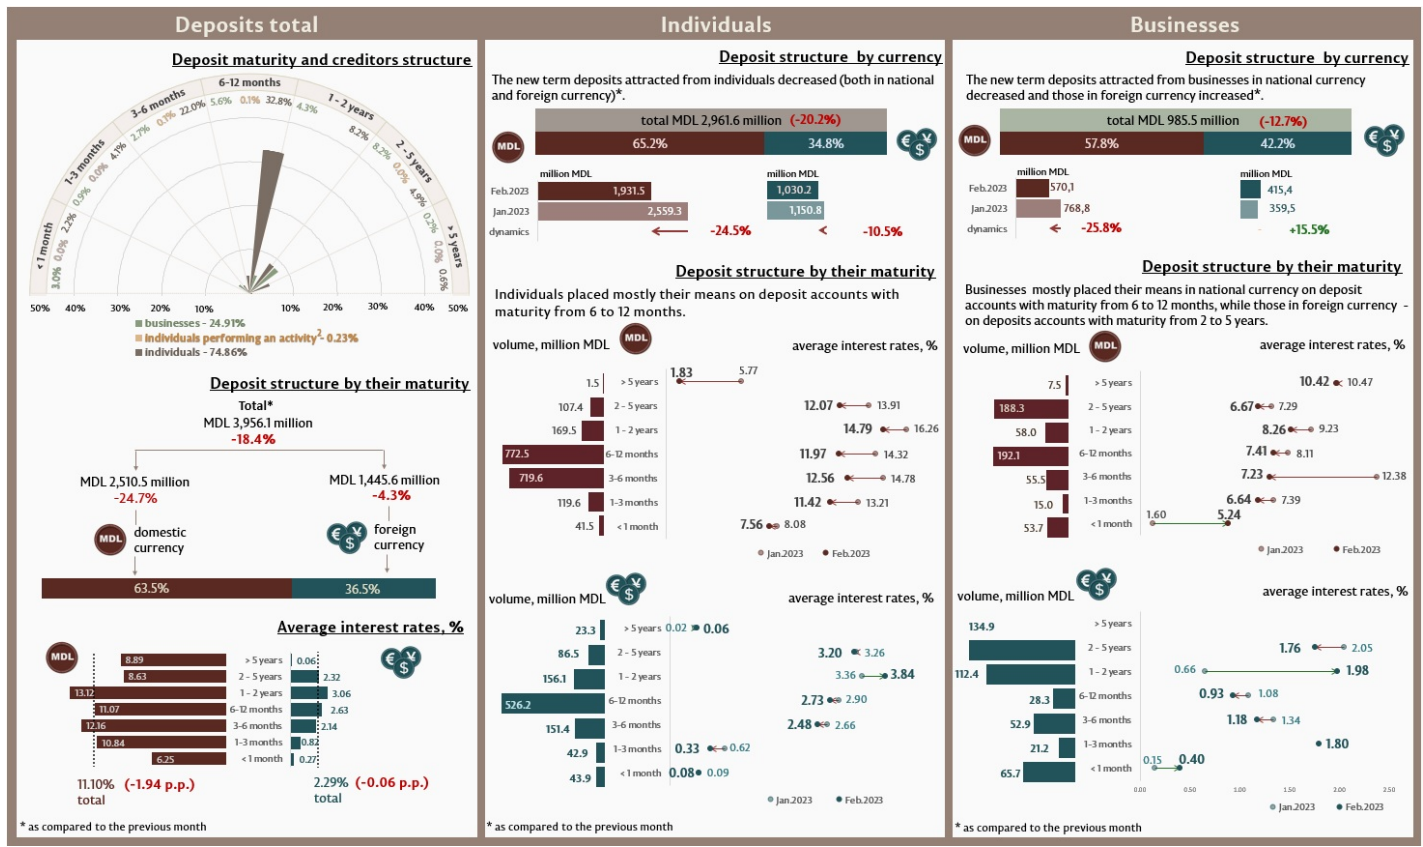 Deposits total
Deposit maturity and creditors structure
< 1 month
1-3 months
3-6 months
6-12 months
1 - 2 years
2 - 5 years
> 5 years
3.0% 0.0% 2.2%
0.9% 0.0% 4.1%
2.7% 0.1% 22.0%
5.6% 0.1% 32.8%
4.3% 8.2%
8.2% 0.0% 4.9%
0.2% 0.0% 0.6%
50% 40% 30% 20% 10% 10% 20% 30% 40% 50%
businesses - 24.91%
individuals performing an activity2- 0.23%
individuals - 74.86%
Deposit structure by their maturity
Total*
MDL 3,956.1 million
-18.4%
MDL 2,510.5 million
-24.7%
MDL 1,445.6 million
-4.3%
MDL
domestic
currency
€ ¥ $
foreign
currency
63.5% 36.5%
Average interest rates, %
MDL
€ ¥ $
8.89 > 5 years 0.06
8.63 2 - 5 years 2.32
13.12 1 - 2 years 3.06
11.07 6-12 months 2.63
12.16 3-6 months 2.14
10.84 1-3 months 0.82
6.25 < 1 month 0.27
11.10% (-1.94 p.p.)
total
2.29% (-0.06 p.p.)
total
* as compared to the previous month
Individuals
Deposit structure by currency
The new term deposits attracted from individuals decreased (both in national
and foreign currency)*.
total MDL 2,961.6 million (-20.2%)
MDL 65.2% 34.8% € ¥ $
million MDL million MDL
Feb.2023 1,931.5 1,030.2
Jan.2023 2,559.3 1,150.8
dynamics -24.5% -10.5%
Deposit structure by their maturity
Individuals placed mostly their means on deposit accounts with
maturity from 6 to 12 months.
volume, million MDL MDL average interest rates, %
1.5 > 5 years 1.83 5.77
107.4 2 - 5 years 12.07 13.91
169.5 1 - 2 years 14.79 16.26
772.5 6-12 months 11.97 14.32
719.6 3-6 months 12.56 14.78
119.6 1-3 months 11.42 13.21
41.5 < 1 month 7.56 8.08
Jan.2023 Feb.2023
volume, million MDL € ¥ $ average interest rates, %
23.3 > 5 years 0.02 0.06
86.5 2 - 5 years 3.20 3.26
156.1 1 - 2 years 3.36 3.84
526.2 6-12 months 2.73 2.90
151.4 3-6 months 2.48 2.66
42.9 1-3 months 0.33 0.62
43.9 < 1 month 0.08 0.09
Jan.2023 Feb.2023
* as compared to the previous month
Businesses
Deposit structure by currency
The new term deposits attracted from businesses in national currency
decreased and those in foreign currency increased*.
total MDL 985.5 million (-12.7%)
MDL 57.8% 42.2% € ¥ $
million MDL million MDL
Feb.2023 570,1 415,4
Jan.2023 768,8 359,5
dynamics -25.8% +15.5%
Deposit structure by their maturity
Businesses mostly placed their means in national currency on deposit
accounts with maturity from 6 to 12 months, while those in foreign currency -
on deposits accounts with maturity from 2 to 5 years.
volume, million MDL MDL average interest rates, %
7.5 > 5 years 10.42 10.47
188.3 2 - 5 years 6.67 7.29
58.0 1 - 2 years 8.26 9.23
192.1 6-12 months 7.41 8.11
55.5 3-6 months 7.23 12.38
15.0 1-3 months 6.64 7.39
53.7 < 1 month 1.60 5.24
Jan.2023 Feb.2023
volume, million MDL € ¥ $ average interest rates, %
> 5 years
134.9 2 - 5 years 1.76 2.05
112.4 1 - 2 years 0.66 1.98
28.3 6-12 months 0.93 1.08
52.9 3-6 months 1.18 1.34
21.2 1-3 months 1.80
65.7 < 1 month 0.15 0.40
0.00 0.50 1.00 1.50 2.00 2.50
Jan.2023 Feb.2023
* as compared to the previous month